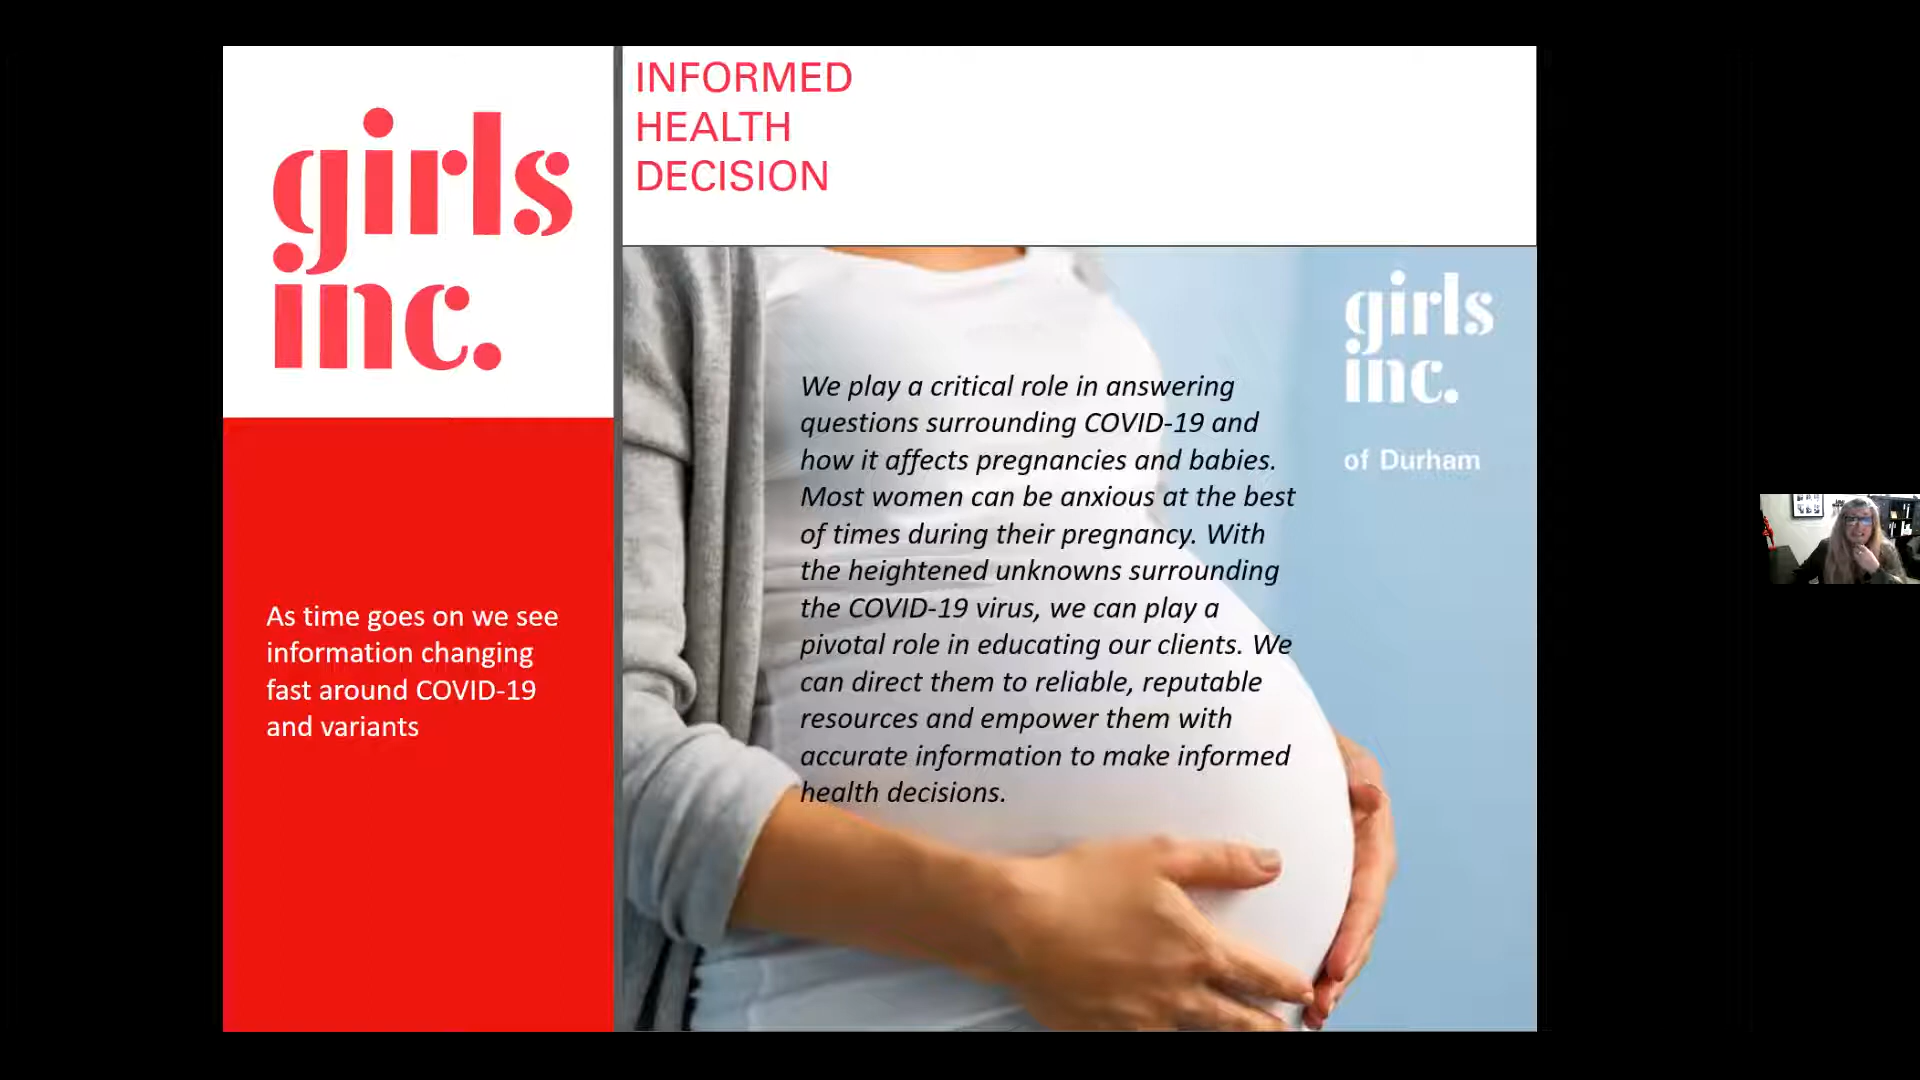 girls
inc.
INFORMED
HEALTH
DECISION
As time goes on we see
information changing
fast around COVID-19
and variants
We play a critical role in answering
questions surrounding COVID-19 and
how it affects pregnancies and babies.
Most women can be anxious at the best
of times during their pregnancy. With
the heightened unknowns surrounding
the COVID-19 virus, we can play a
pivotal role in educating our clients. We
can direct them to reliable, reputable
resources and empower them with
accurate information to make informed
health decisions.
girls
inc.
of Durham